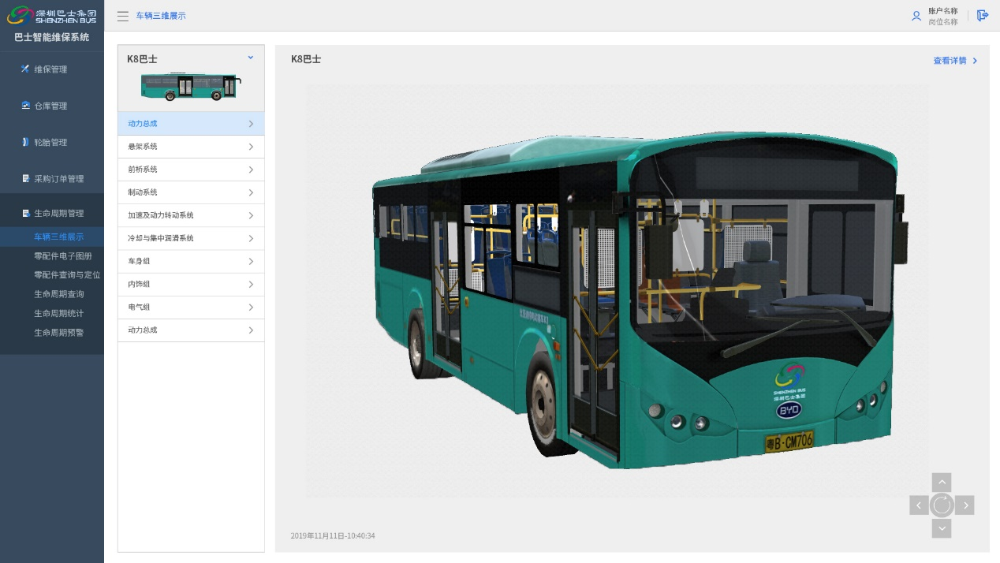 深圳巴士集团
SHENZHEN BUS
巴士智能维保系统
维保管理
仓库管理
轮胎管理
采购订单管理
生命周期管理
车辆三维展示
零配件电子图册
零配件查询与定位
生命周期查询
生命周期统计
生命周期预警
车辆三维展示
账户名称
岗位名称
K8巴士
动力总成
悬架系统
前桥系统
制动系统
加速及动力转动系统
冷却与集中润滑系统
车身组
内饰组
电气组
动力总成
K8巴士
查看详情
SHENZHEN BUS
深圳巴士集团
BYD
粤B·CM706
2019年11月11日-10:40:34